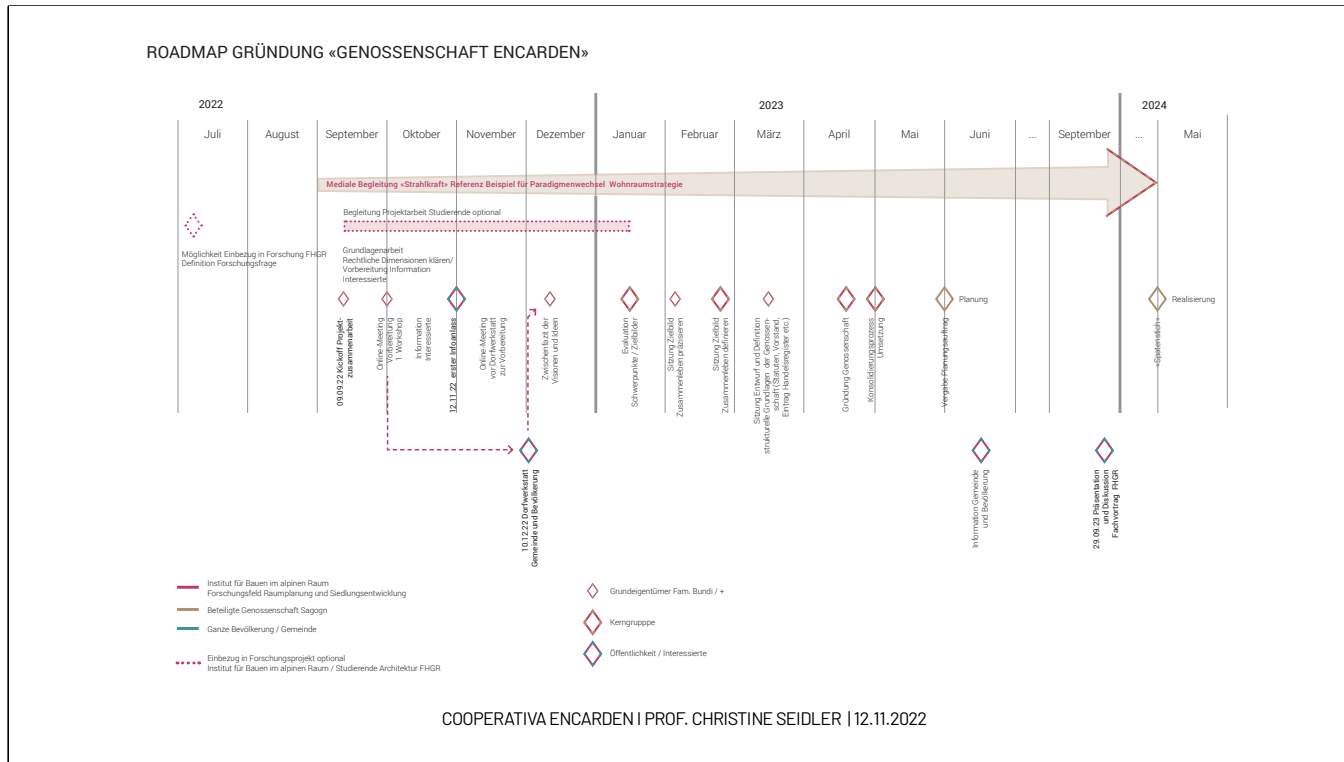 ROADMAP GRÜNDUNG «GENOSSENSCHAFT ENCARDEN»
2022
2023
2024
Juli
August
September
Oktober
November
Dezember
Januar
Februar
März
April
Mai
Juni
...
September
...
Mai
Mediale Begleitung «Strahlkraft» Referenz Beispiel für Paradigmenwechsel Wohnraumstrategie
Begleitung Projektarbeit Studierende optional
Möglichkeit Einbezug in Forschung FHGR
Definition Forschungsfrage
Grundlagenarbeit
Rechtliche Dimensionen klären/
Vorbereitung Information
Interessierte
Planung
Realisierung
09.09.22 Kickoff Projekt-
zusammenarbeit
Online-Meeting
Vorbereitung
1. Workshop
Information
Interessierte
12.11.22 erster Infoanlass
Online-Meeting
vor Dorfwerkstatt
zur Vorbereitung
Zwischenfazit der
Visionen und Ideen
Evaluation
Schwerpunkte / Zielbilder
Sitzung Zielbild
Zusammenleben präzisieren
Sitzung Zielbild
Zusammenleben definieren
Sitzung Entwurf und Definition
strukturelle Grundlagen der Genossen-
schaft (Statuten, Vorstand,
Eintrag Handelsregister etc.)
Gründung Genossenschaft
Konsolidierungsprozess
Umsetzung
Vergabe Planungsauftrag
«Spatenstich»
10.12.22 Dorfwerkstatt
Gemeinde und Bevölkerung
Information Gemeinde
und Bevölkerung
29.09.23 Präsentation
und Diskussion
Fachvortrag FHGR
Institut für Bauen im alpinen Raum
Forschungsfeld Raumplanung und Siedlungsentwicklung
Beteiligte Genossenschaft Sagogn
Ganze Bevölkerung / Gemeinde
Einbezug in Forschungsprojekt optional
Institut für Bauen im alpinen Raum / Studierende Architektur FHGR
Grundeigentümer Fam. Bundi / +
Kerngrupppe
Öffentlichkeit / Interessierte
COOPERATIVA ENCARDEN I PROF. CHRISTINE SEIDLER | 12.11.2022